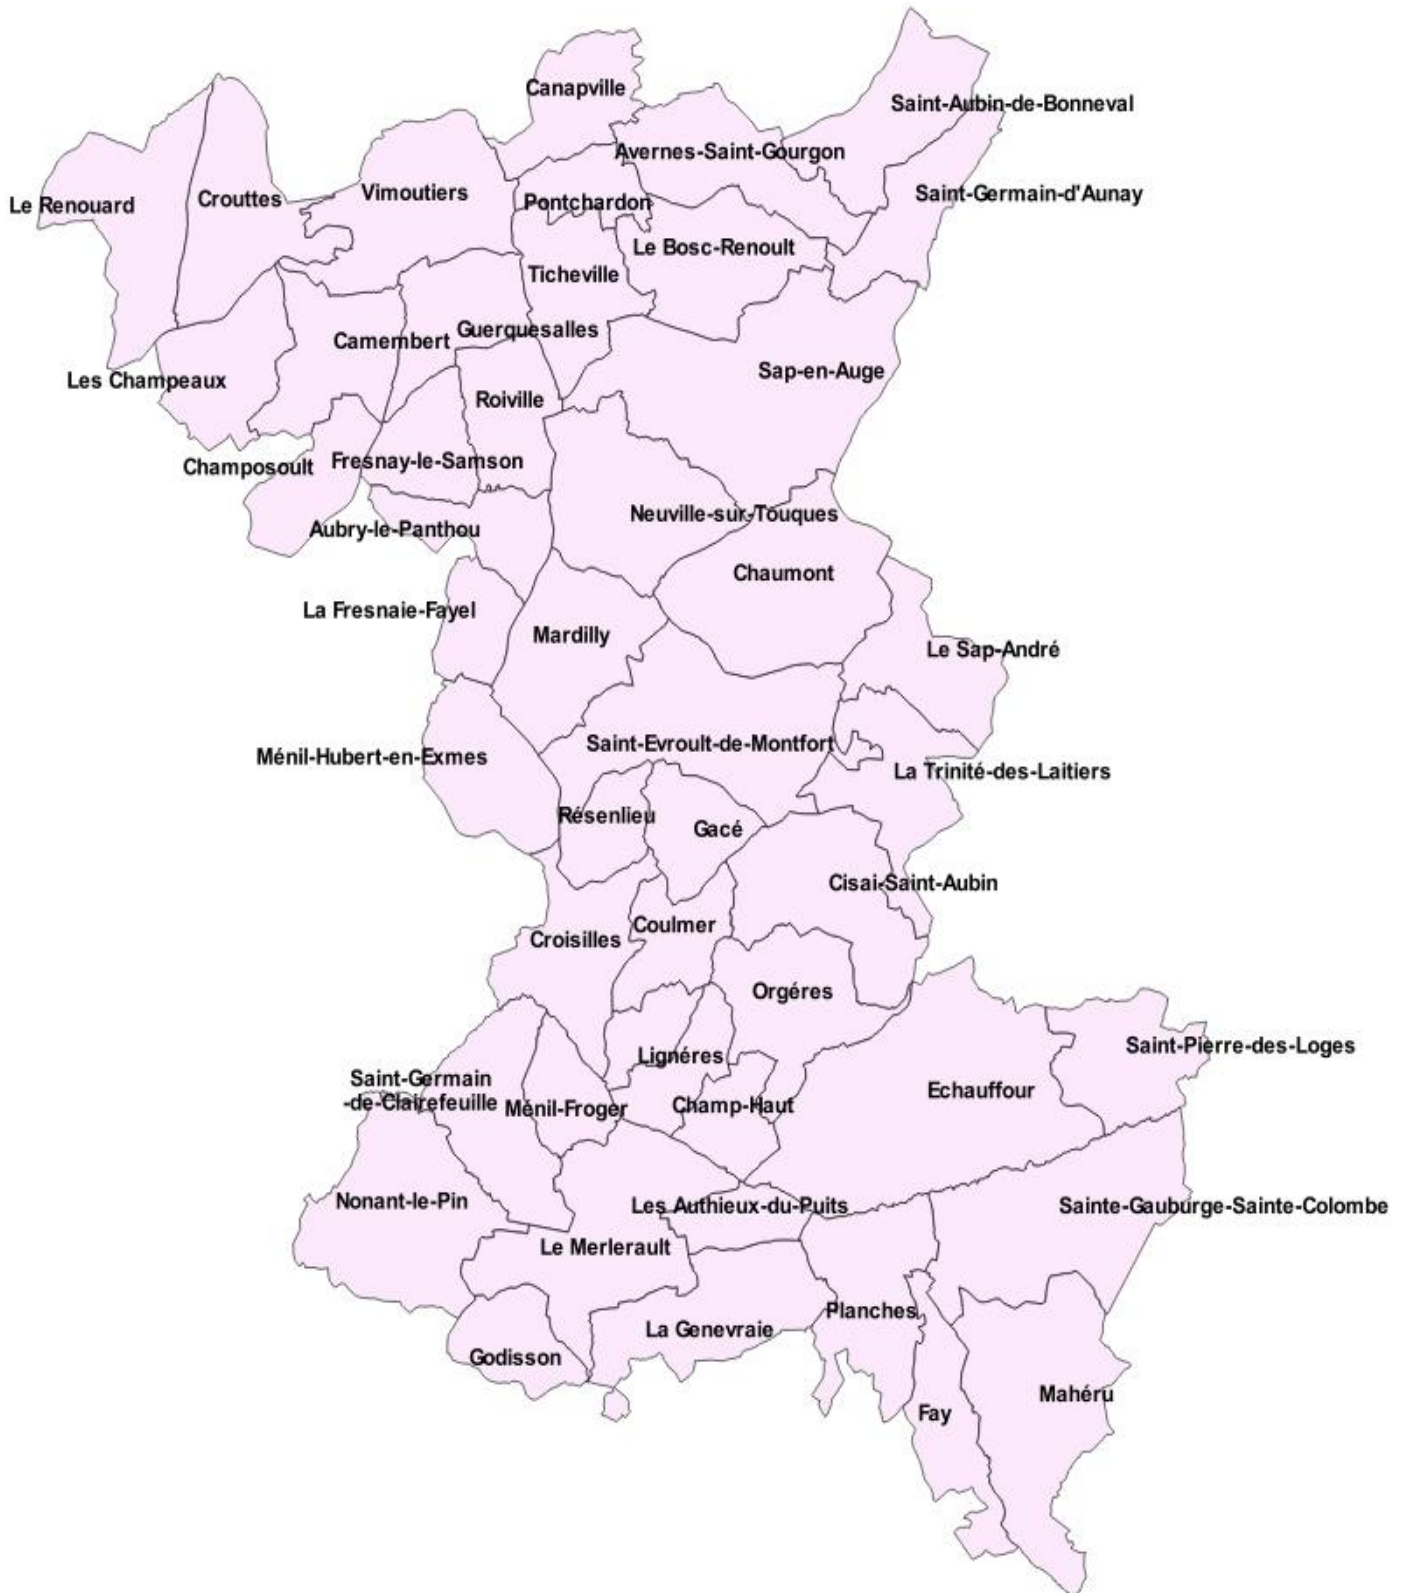 Canapville
Saint-Aubin-de-Bonneval
Avernes-Saint-Gourgon
Le Renouard
Crouttes
Vimoutiers
Pontchardon
Saint-Germain-d'Aunay
Le Bosc-Renoult
Ticheville
Camembert
Guerquesalles
Les Champeaux
Sap-en-Auge
Roiville
Champosoult
Fresnay-le-Samson
Aubry-le-Panthou
Neuville-sur-Touques
Chaumont
La Fresnaie-Fayel
Mardilly
Le Sap-André
Ménil-Hubert-en-Exmes
Saint-Evroult-de-Montfort
La Trinité-des-Laitiers
Résenlieu
Gacé
Cisai-Saint-Aubin
Croisilles
Coulmer
Orgéres
Lignéres
Saint-Pierre-des-Loges
Saint-Germain
-de-Clairefeuille
Ménil-Froger
Champ-Haut
Echauffour
Nonant-le-Pin
Les Authieux-du-Puits
Sainte-Gauburge-Sainte-Colombe
Le Merlerault
Planches
La Genevraie
Godisson
Mahéru
Fay